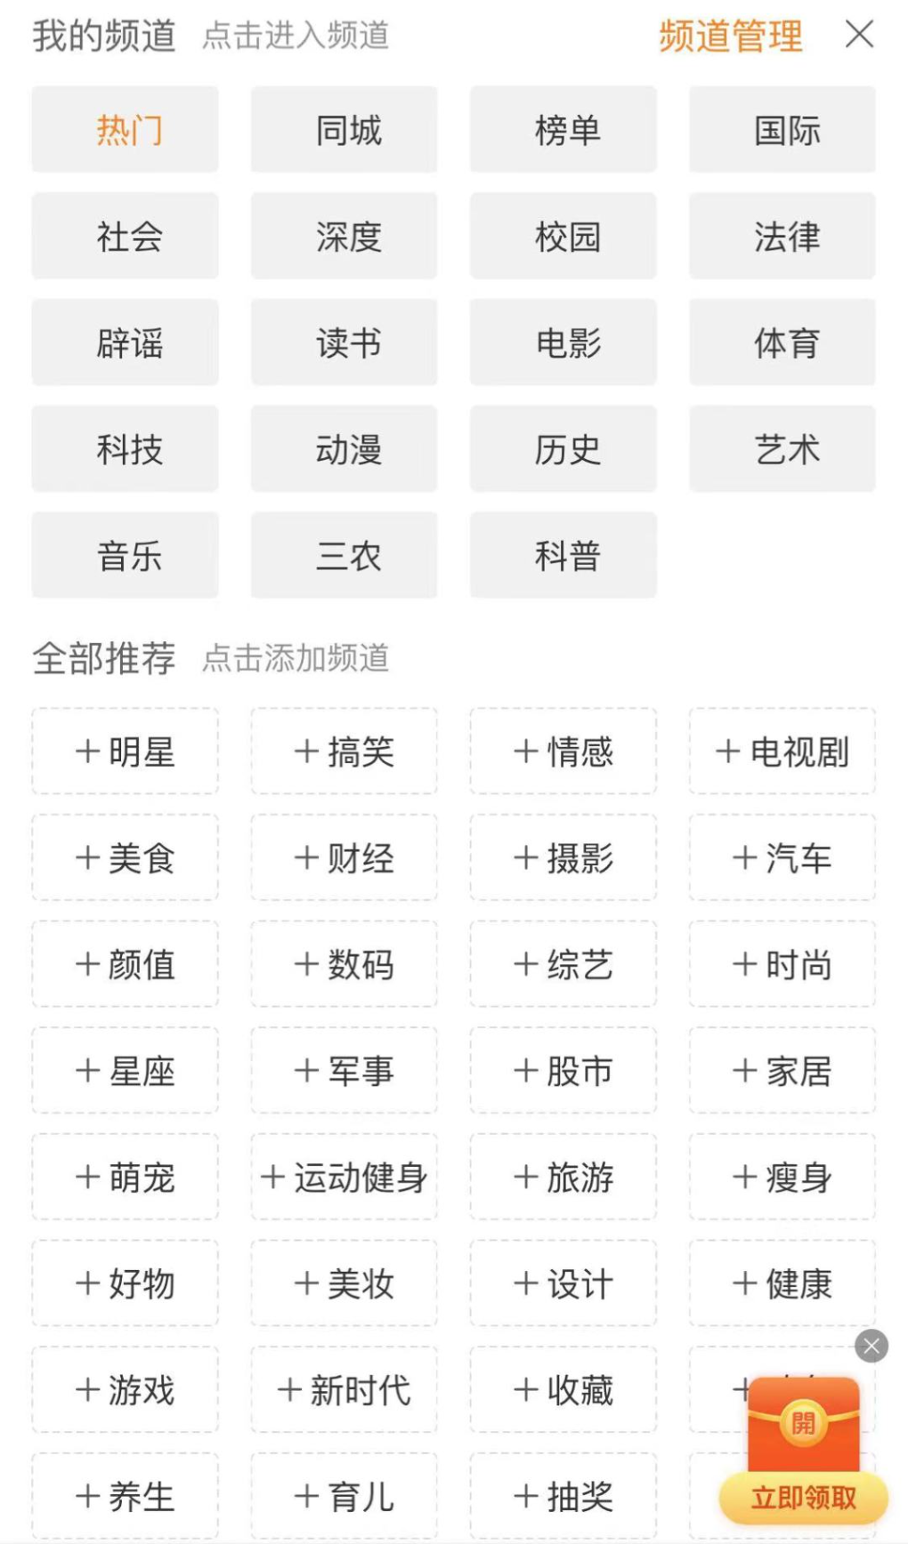 我的频道 点击进入频道 频道管理
热门 同城 榜单 国际
社会 深度 校园 法律
辟谣 读书 电影 体育
科技 动漫 历史 艺术
音乐 三农 科普
全部推荐 点击添加频道
+明星 +搞笑 +情感 +电视剧
+美食 +财经 +摄影 +汽车
+颜值 +数码 +综艺 +时尚
+星座 +军事 +股市 +家居
+萌宠 +运动健身 +旅游 +瘦身
+好物 +美妆 +设计 +健康
+游戏 +新时代 +收藏
開
+养生 +育儿 +抽奖
立即领取